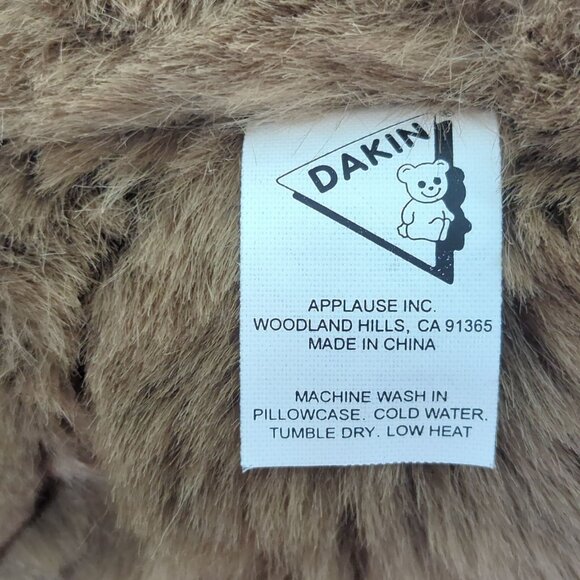 DAKIN
APPLAUSE INC.
WOODLAND HILLS, CA 91365
MADE IN CHINA
MACHINE WASH IN
PILLOWCASE. COLD WATER.
TUMBLE DRY. LOW HEAT